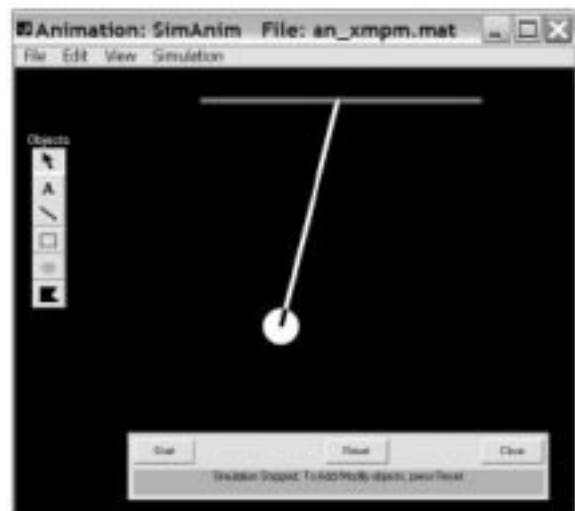 Animation: SimAnim File: an_xmpm.mat
File Edit View Simulation
Objects
A
Start Reset Close
Simulation Stopped. To Add/Modify objects, press Reset